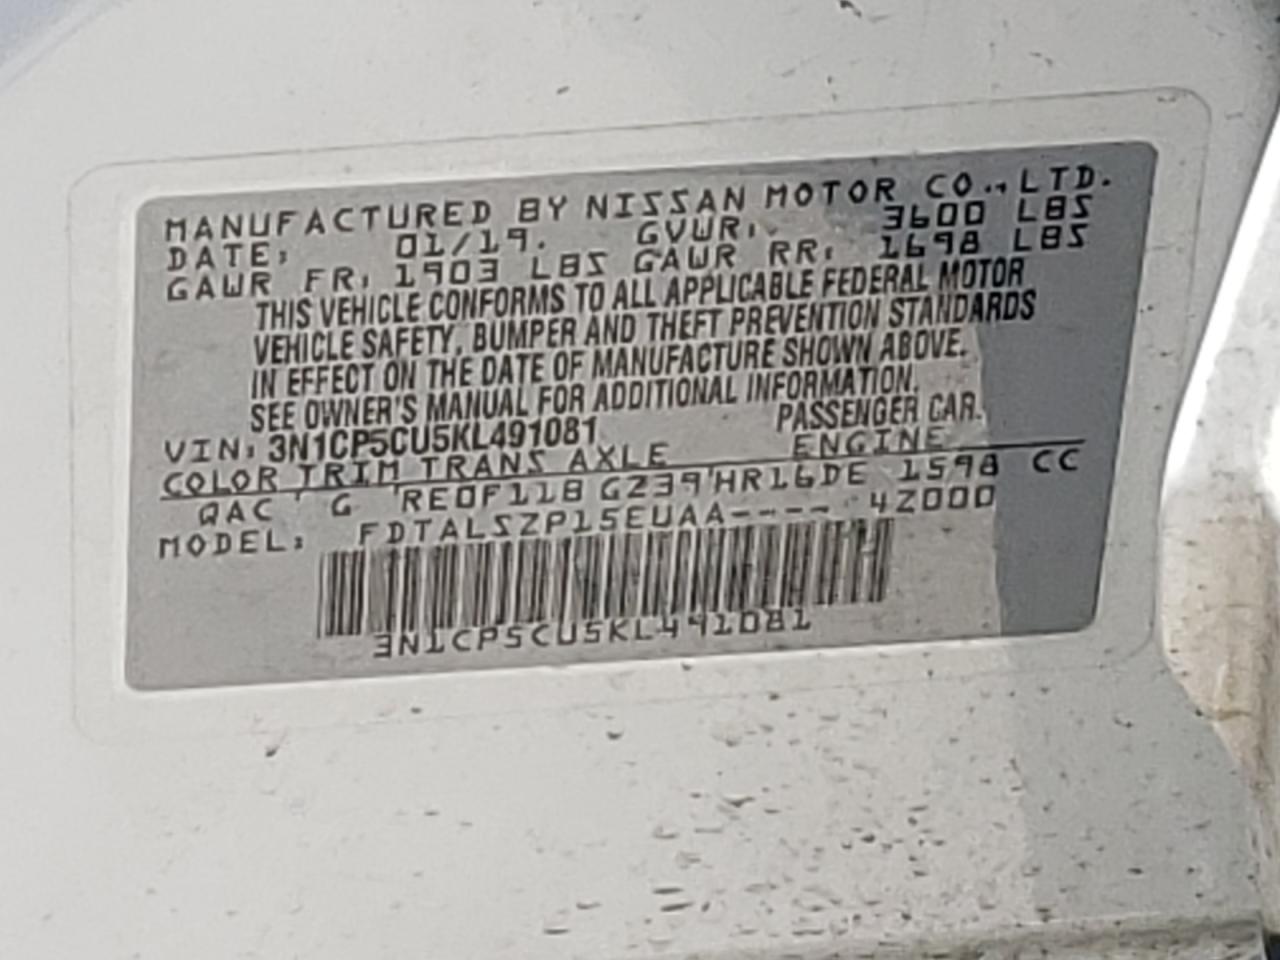 MANUFACTURED BY NISSAN MOTOR CO., LTD.
DATE: 01/19. GVWR: 3600 LBS
GAWR FR: 1903 LBS GAWR RR: 1698 LBS
THIS VEHICLE CONFORMS TO ALL APPLICABLE FEDERAL MOTOR
VEHICLE SAFETY, BUMPER AND THEFT PREVENTION STANDARDS
IN EFFECT ON THE DATE OF MANUFACTURE SHOWN ABOVE.
SEE OWNER'S MANUAL FOR ADDITIONAL INFORMATION.
VIN: 3N1CP5CU5KL491081 PASSENGER CAR.
COLOR TRIM TRANS AXLE ENGINE
QAC G RE0F11B G239 HR16DE 1598 CC
MODEL: FDTALSZP15EUAA---- 4Z000
3N1CP5CU5KL491081